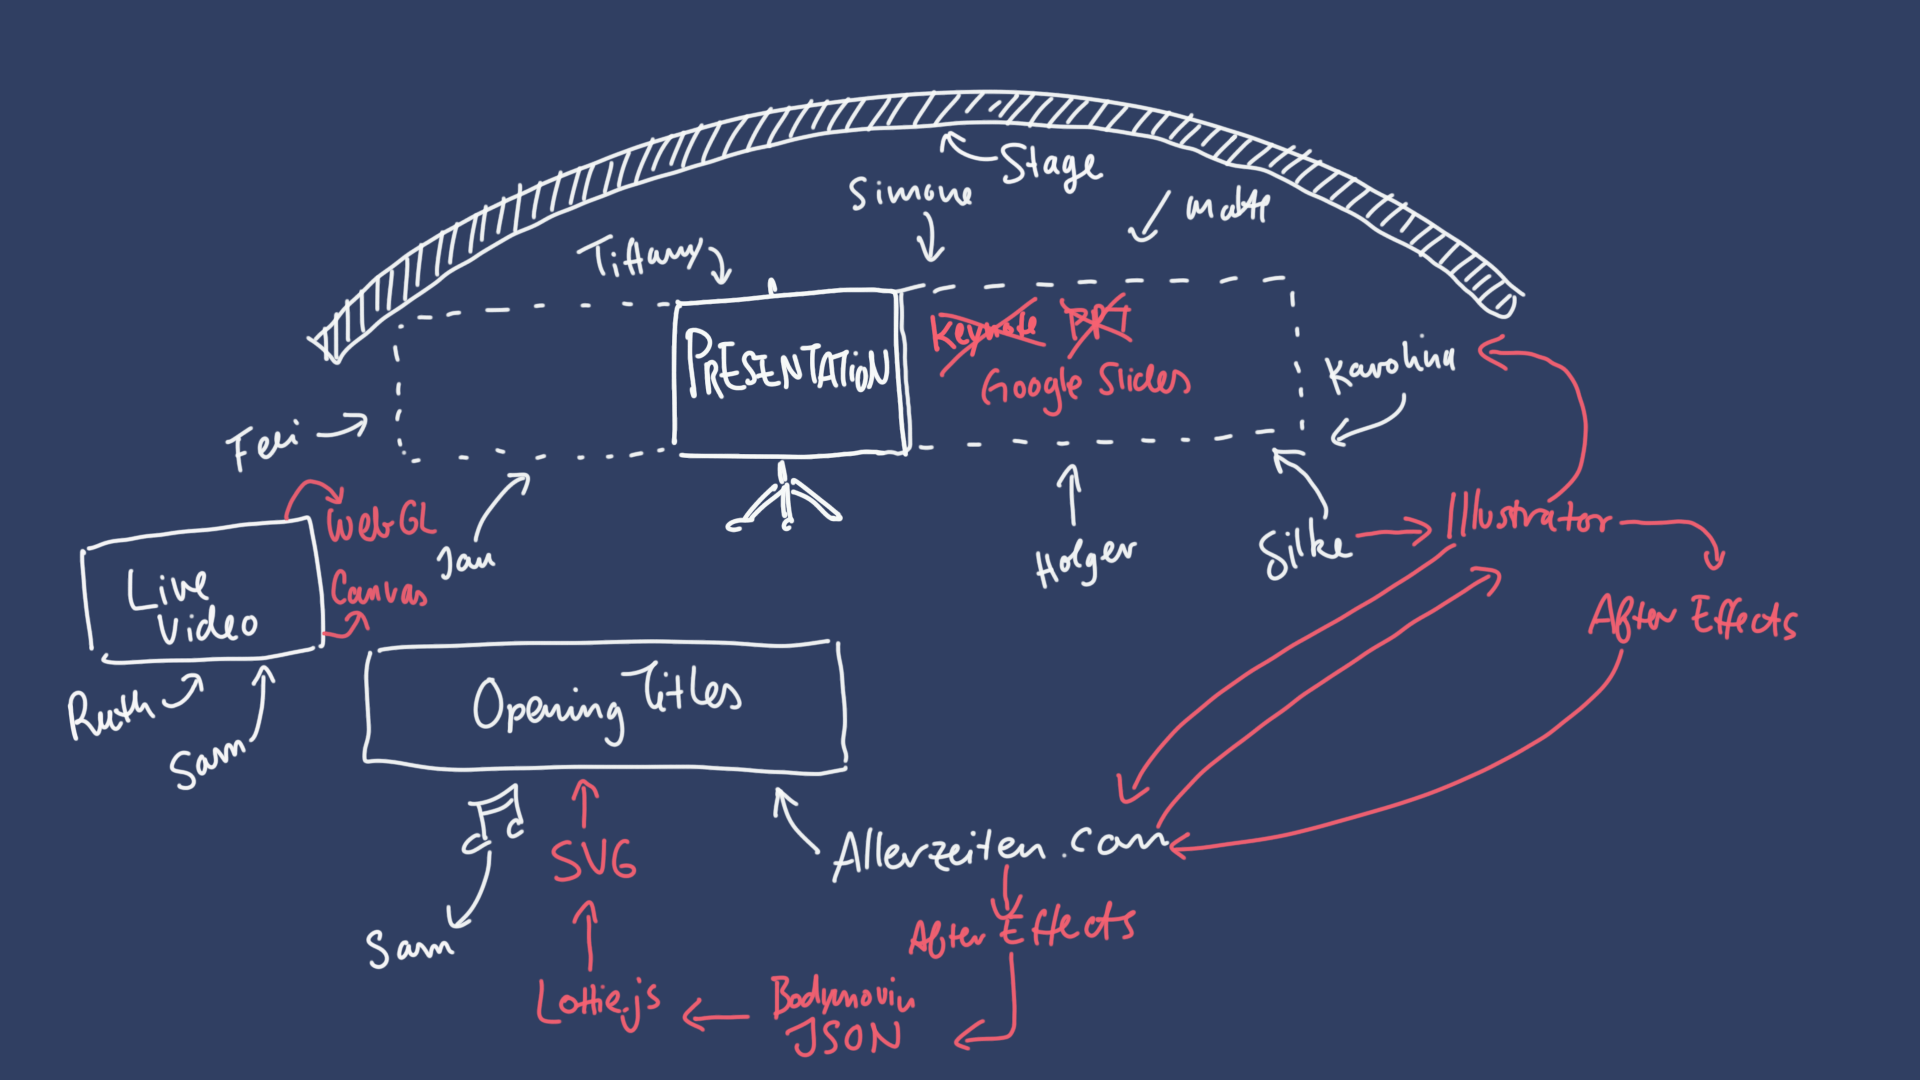 Stage
Simone
Matt
Tiffany
PRESENTATION
Keynote PPT
Google Slides
Karolina
Feli
WebGL
Jan
Holger
Silke
Illustrator
Live
Video
Canvas
After Effects
Ruth
Sam
Opening Titles
SVG
Allerzeiten.com
Sam
After Effects
Lottie.js
Bodymovin
JSON